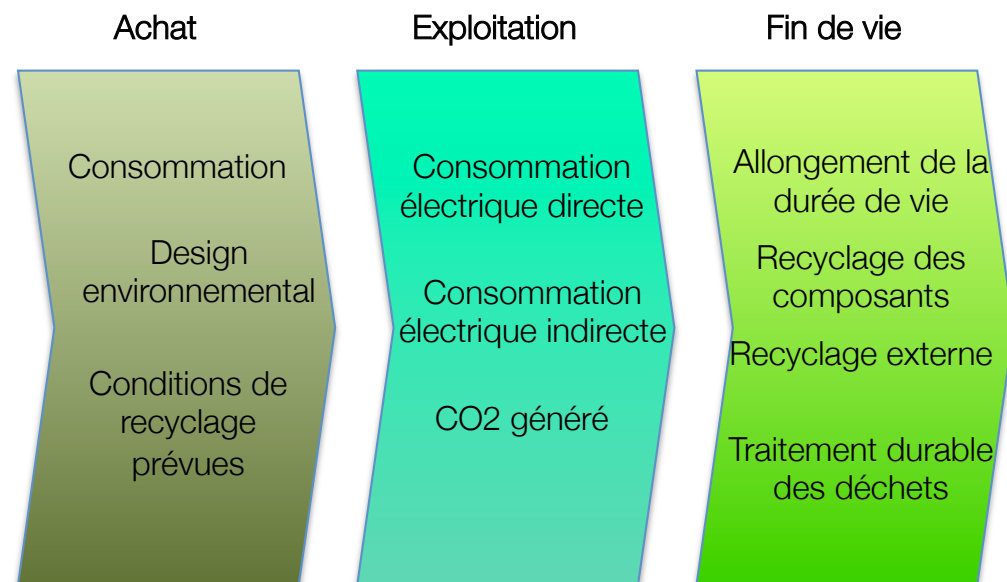 Achat
Consommation
Design
environnemental
Conditions de
recyclage
prévues
Exploitation
Consommation
électrique directe
Consommation
électrique indirecte
CO2 généré
Fin de vie
Allongement de la
durée de vie
Recyclage des
composants
Recyclage externe
Traitement durable
des déchets